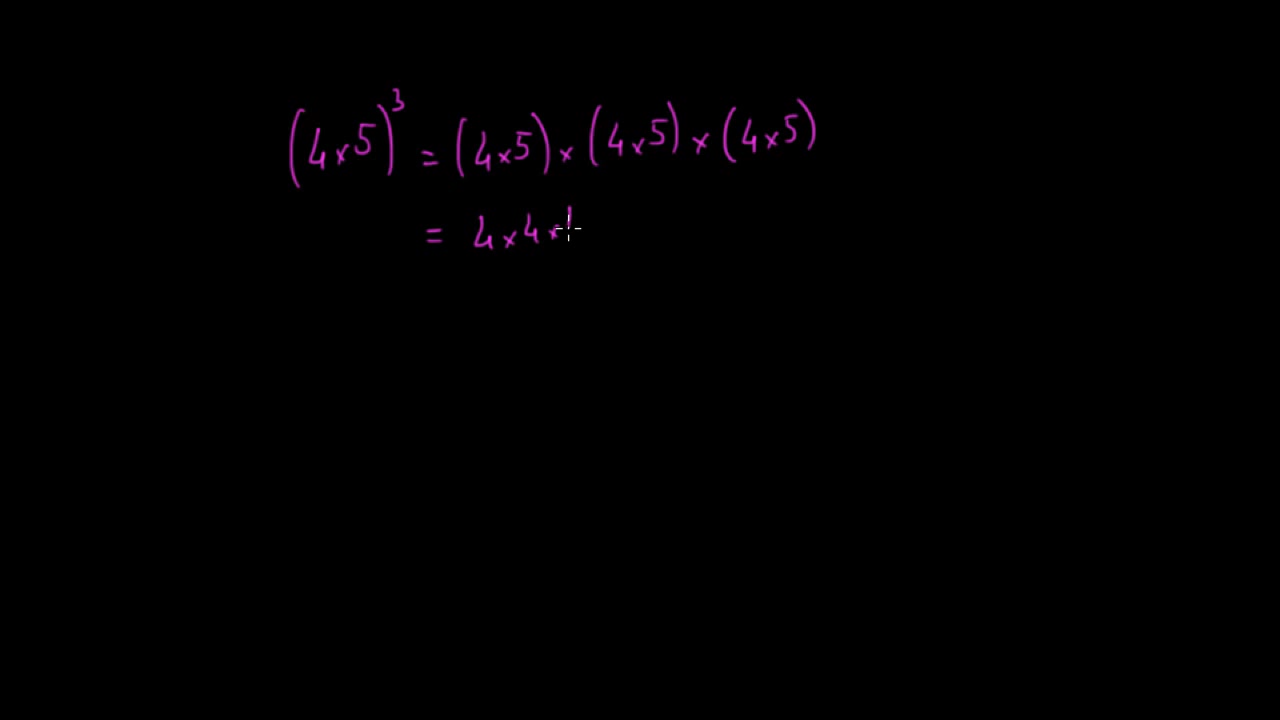 (4×5)³ = (4×5) × (4×5) × (4×5)
= 4×4×